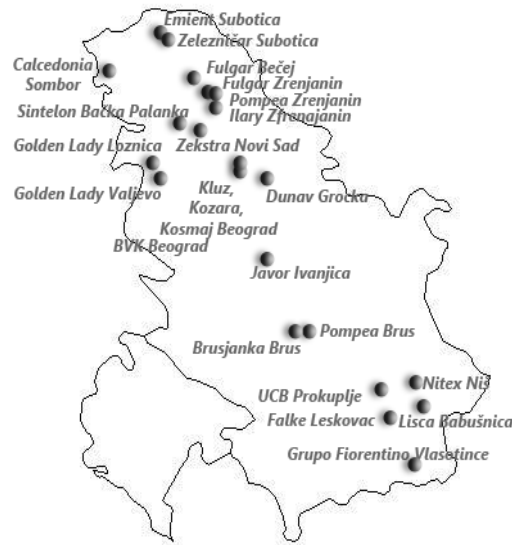 Emient Subotica
Zelezničar Subotica
Calcedonia
Sombor
Fulgar Bečej
Fulgar Zrenjanin
Pompea Zrenjanin
Ilary Zfrenajanin
Sintelon Bačka Palanka
Golden Lady Loznica
Zekstra Novi Sad
Golden Lady Valjevo
Kluz,
Kozara,
Kosmaj Beograd
Dunav Grocka
BVK Beograd
Javor Ivanjica
Brusjanka Brus
Pompea Brus
UCB Prokuplje
Nitex Niš
Falke Leskovac
Lisca Babušnica
Grupo Fiorentino Vlasotince